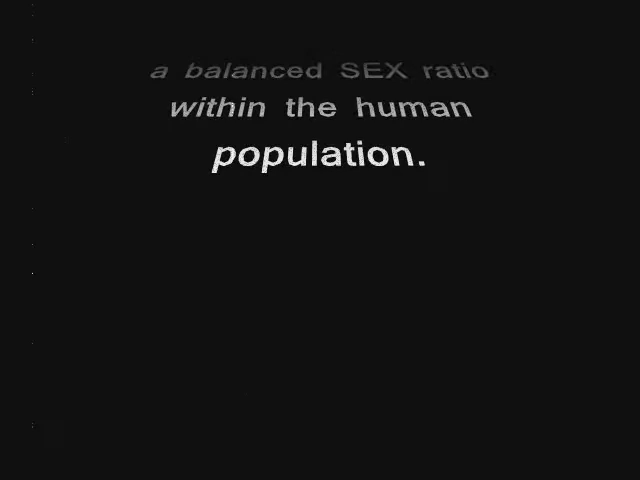 a balanced SEX ratio
within the human
population.